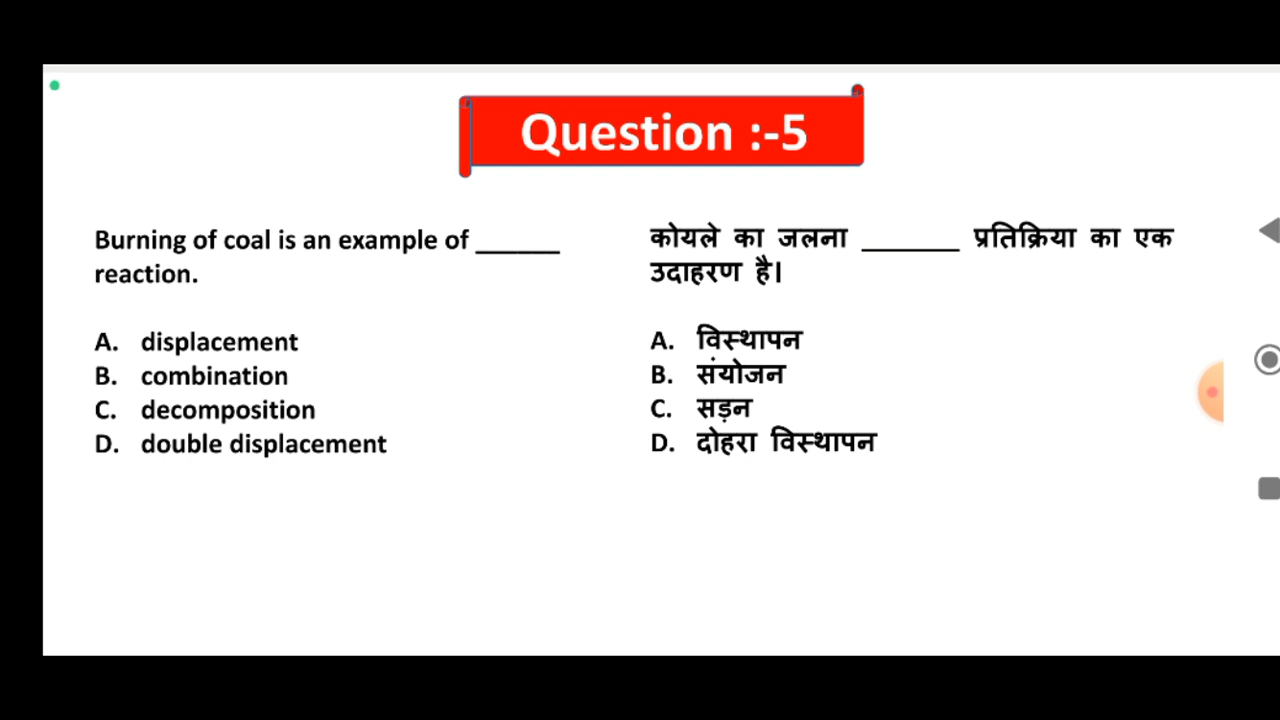 Question :-5
Burning of coal is an example of ______
reaction.
A. displacement
B. combination
C. decomposition
D. double displacement
कोयले का जलना _______ प्रतिक्रिया का एक
उदाहरण है।
A. विस्थापन
B. संयोजन
C. सड़न
D. दोहरा विस्थापन